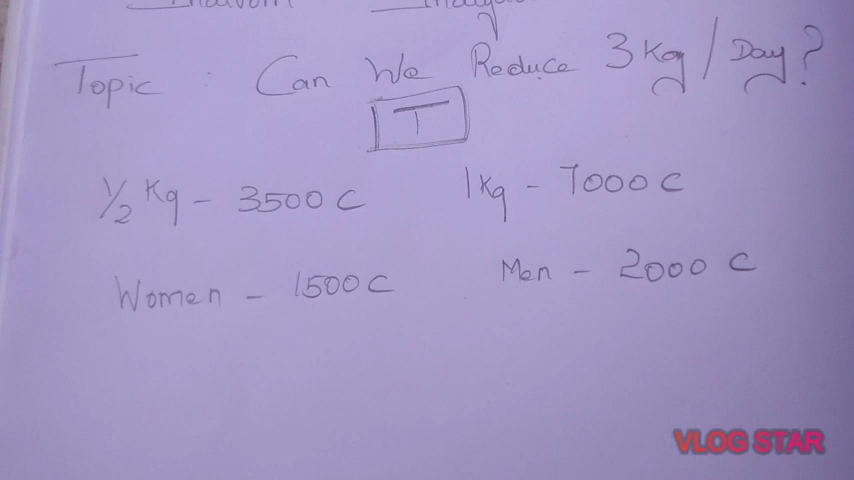 Topic : Can We Reduce 3 Kg / Day?
T
1/2 Kg - 3500 C 1 Kg - 7000 C
Women - 1500 C Men - 2000 C
VLOG STAR